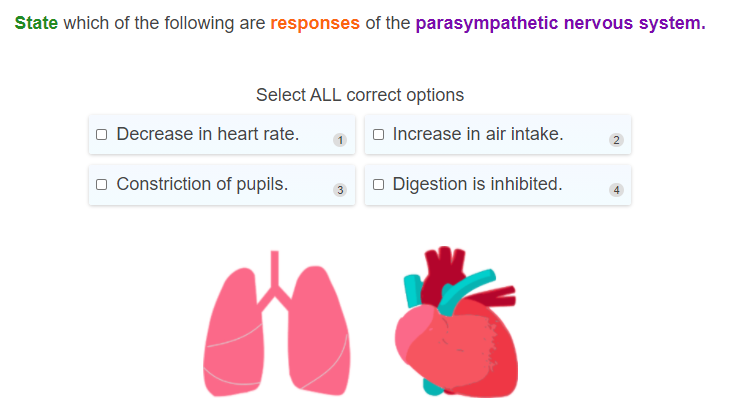 State which of the following are responses of the parasympathetic nervous system.
Select ALL correct options
Decrease in heart rate. 1
Increase in air intake. 2
Constriction of pupils. 3
Digestion is inhibited. 4